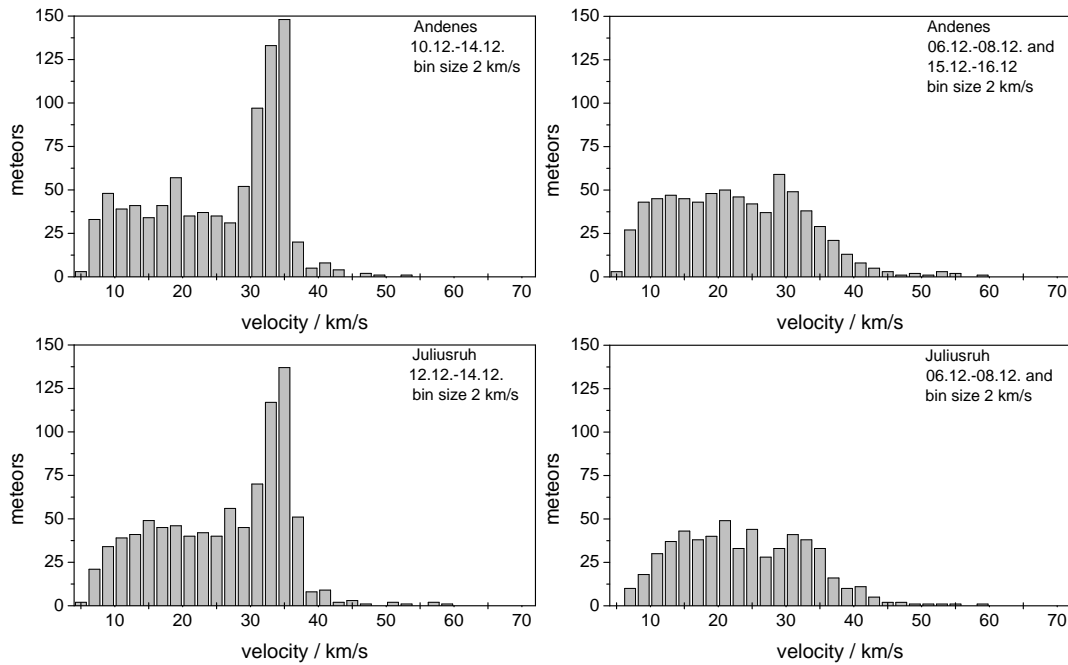 150
125
100
75
50
25
0
meteors
Andenes
10.12.-14.12.
bin size 2 km/s
10 20 30 40 50 60 70
velocity / km/s
150
125
100
75
50
25
0
meteors
Andenes
06.12.-08.12. and
15.12.-16.12
bin size 2 km/s
10 20 30 40 50 60 70
velocity / km/s
150
125
100
75
50
25
0
meteors
Juliusruh
12.12.-14.12.
bin size 2 km/s
10 20 30 40 50 60 70
velocity / km/s
150
125
100
75
50
25
0
meteors
Juliusruh
06.12.-08.12. and
bin size 2 km/s
10 20 30 40 50 60 70
velocity / km/s